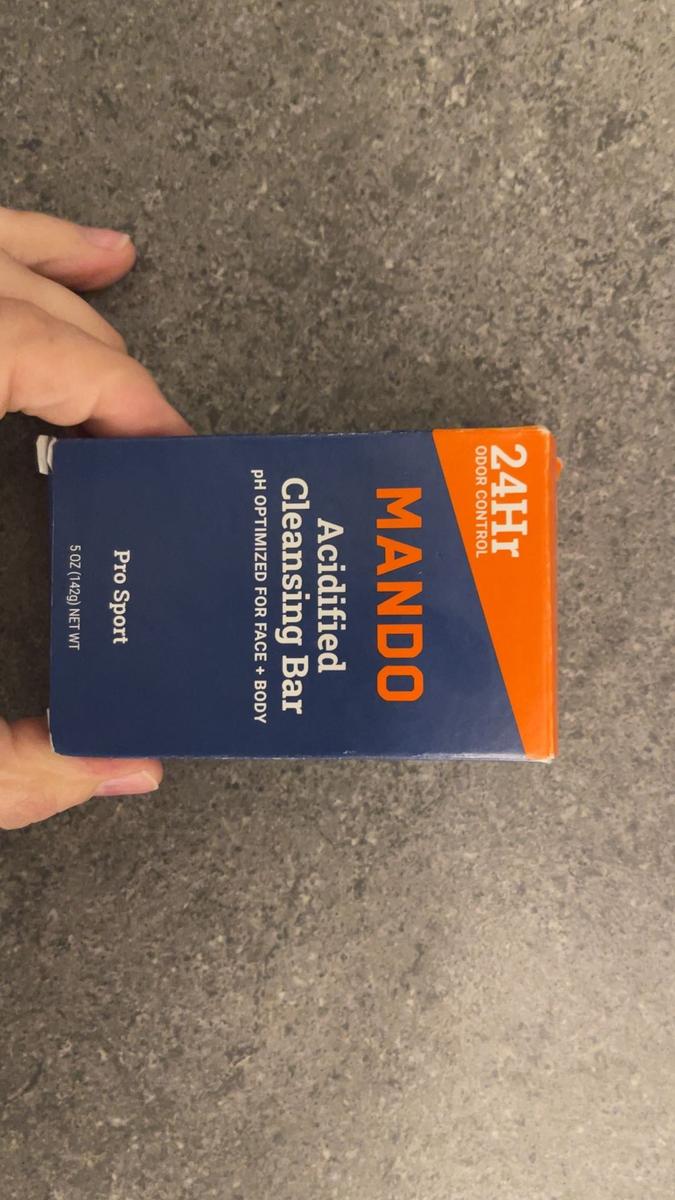 24Hr
ODOR CONTROL
MANDO
Acidified
Cleansing Bar
pH OPTIMIZED FOR FACE + BODY
Pro Sport
5 OZ (142g) NET WT